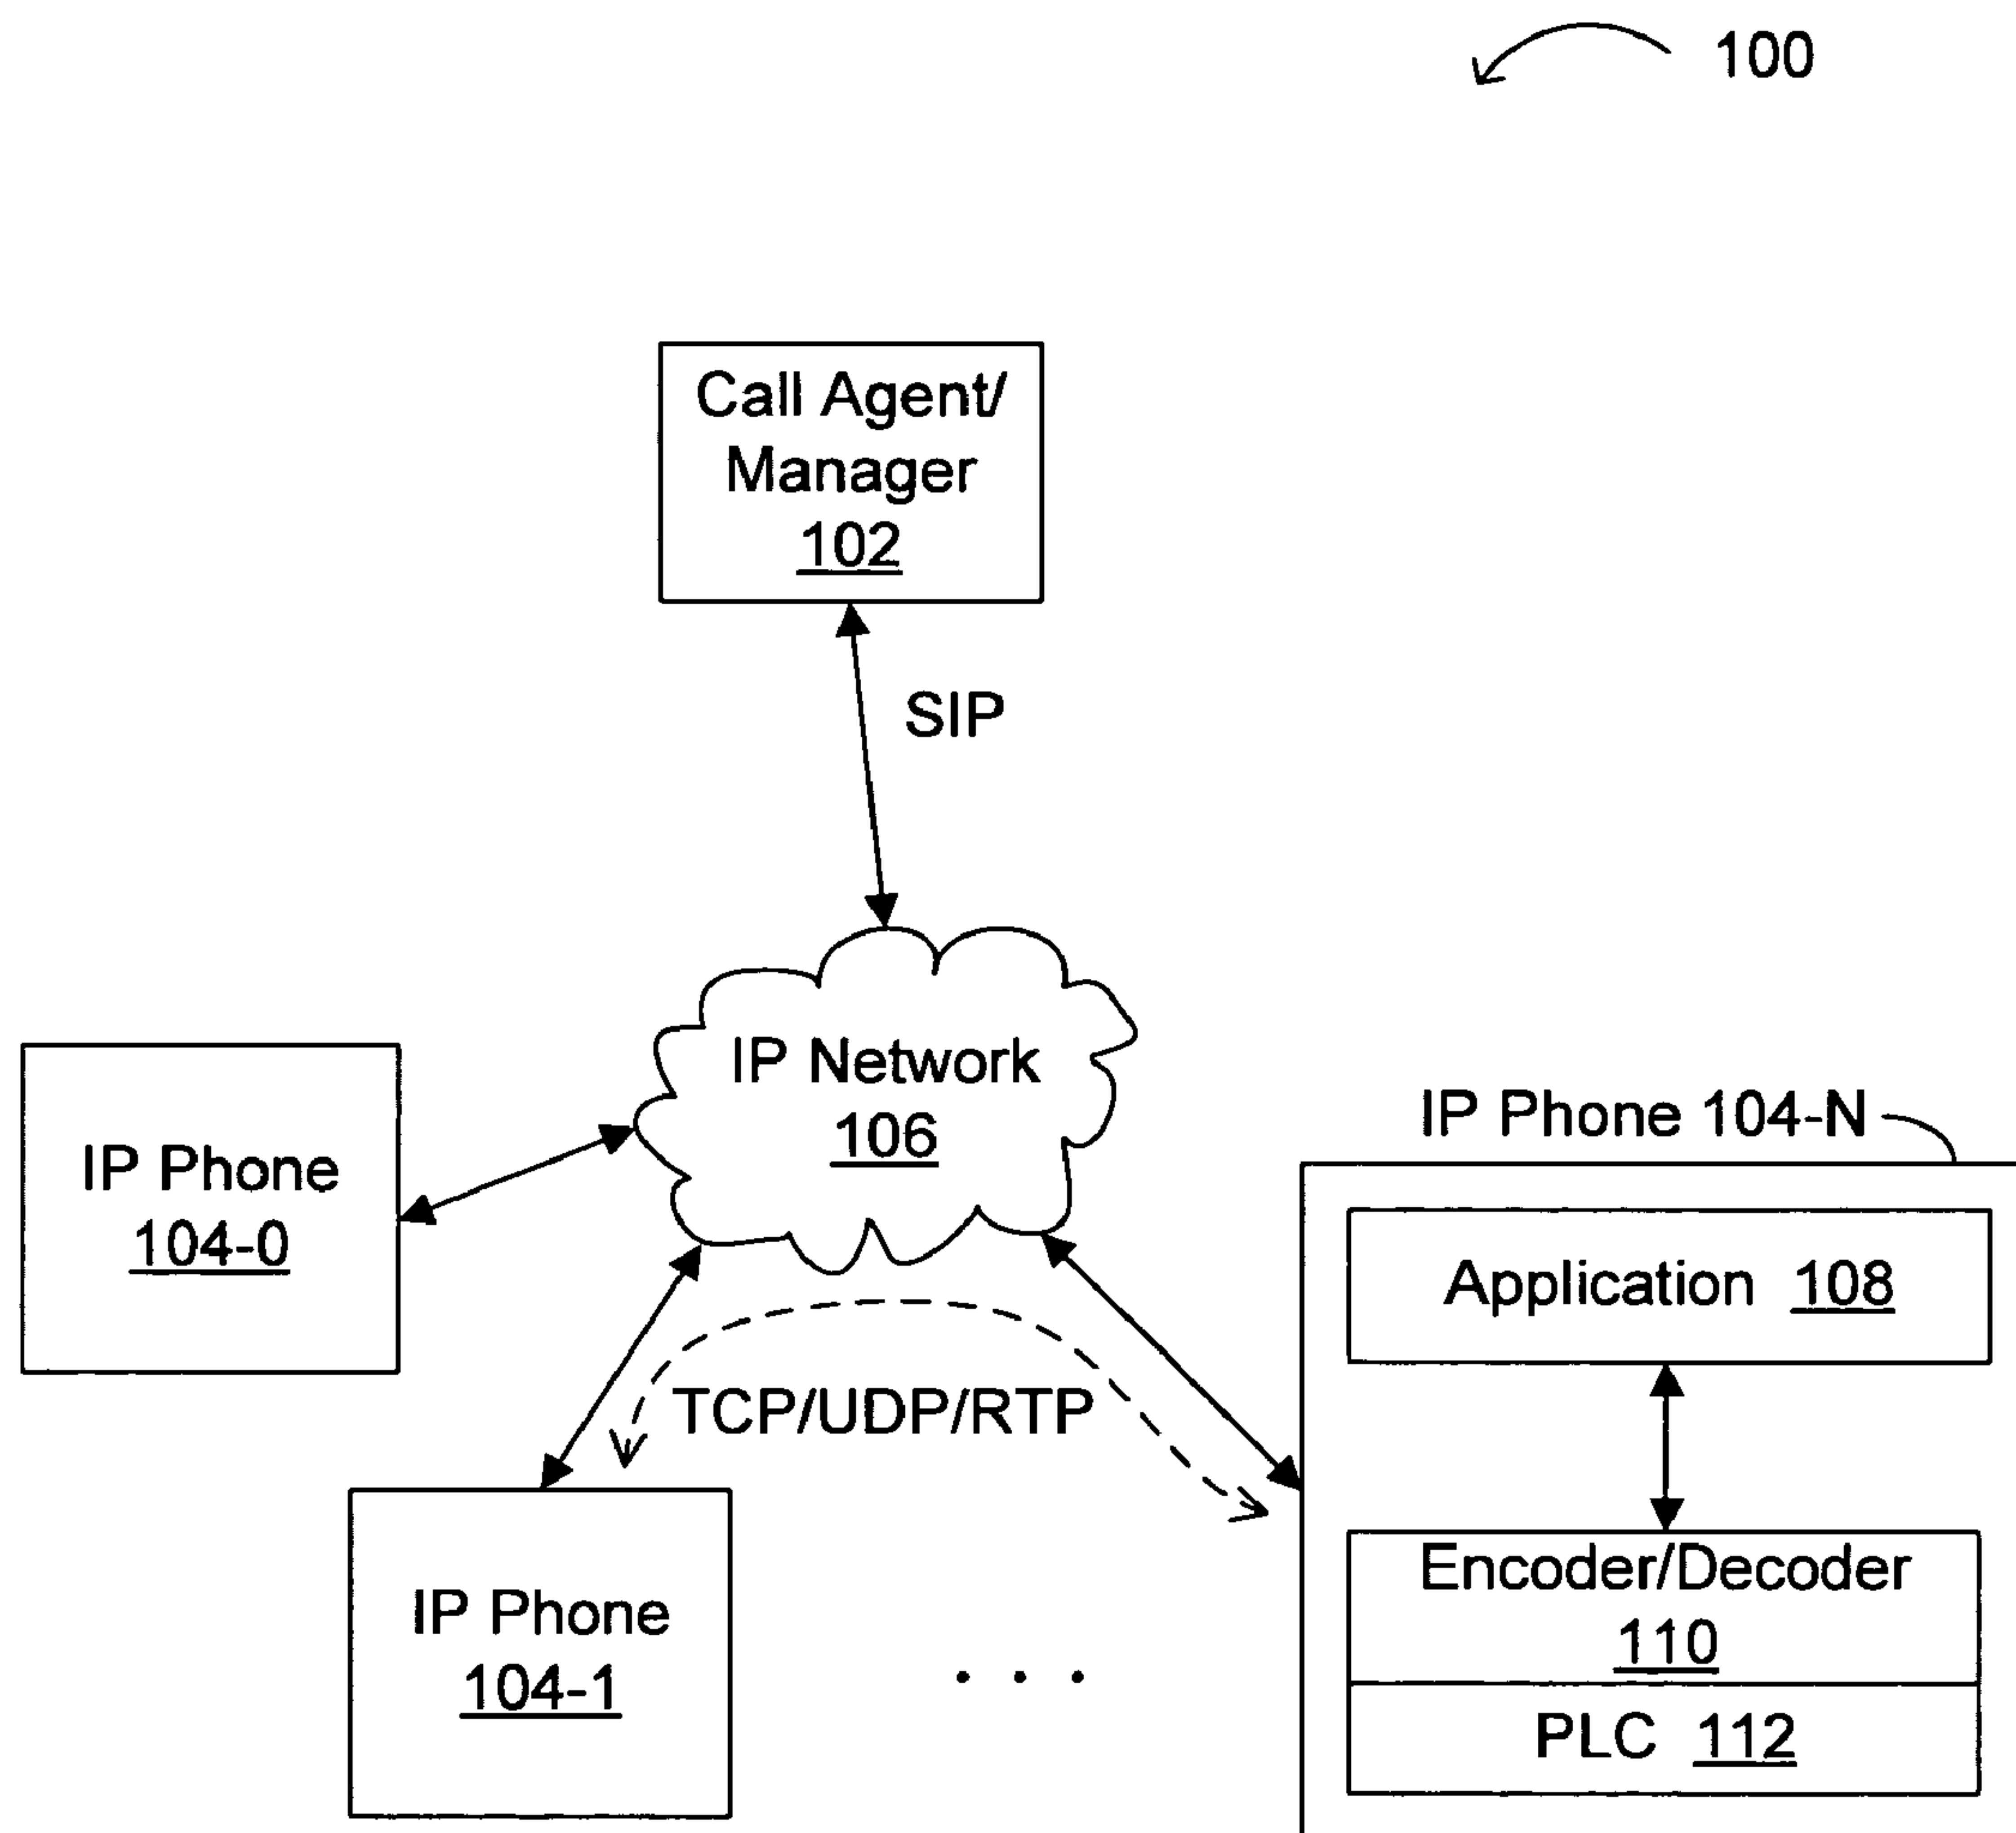 100
Call Agent/
Manager
102
SIP
IP Network
106
IP Phone
104-0
IP Phone 104-N
Application 108
TCP/UDP/RTP
Encoder/Decoder
110
PLC 112
IP Phone
104-1
. . .